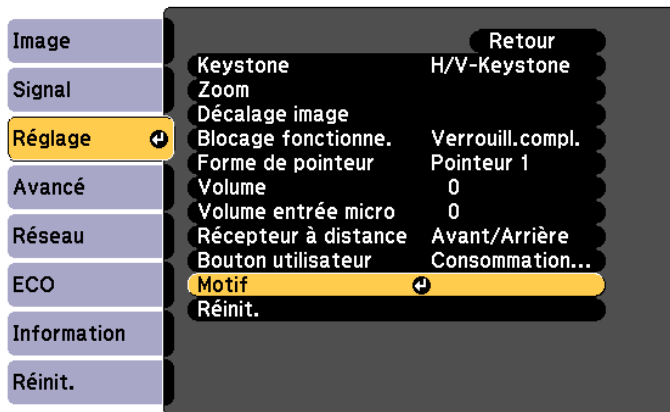 Image
Signal
Réglage
Avancé
Réseau
ECO
Information
Réinit.
Retour
Keystone H/V-Keystone
Zoom
Décalage image
Blocage fonctionne. Verrouill.compl.
Forme de pointeur Pointeur 1
Volume 0
Volume entrée micro 0
Récepteur à distance Avant/Arrière
Bouton utilisateur Consommation...
Motif
Réinit.